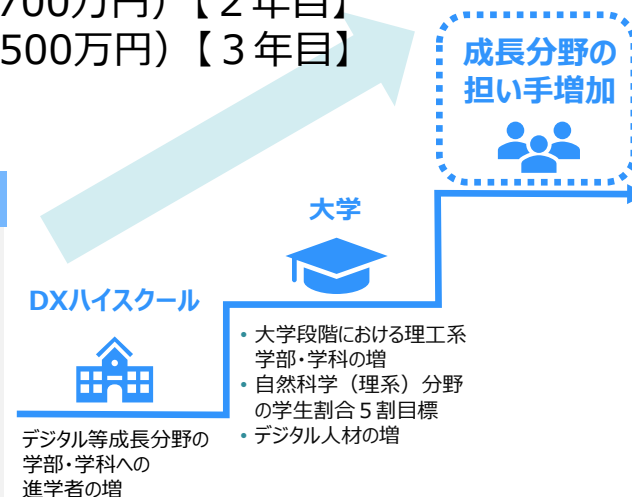 700万円）【２年目】
500万円）【３年目】
成長分野の
担い手増加
大学
DXハイスクール
• 大学段階における理工系
学部・学科の増
• 自然科学（理系）分野
の学生割合５割目標
• デジタル人材の増
デジタル等成長分野の
学部・学科への
進学者の増